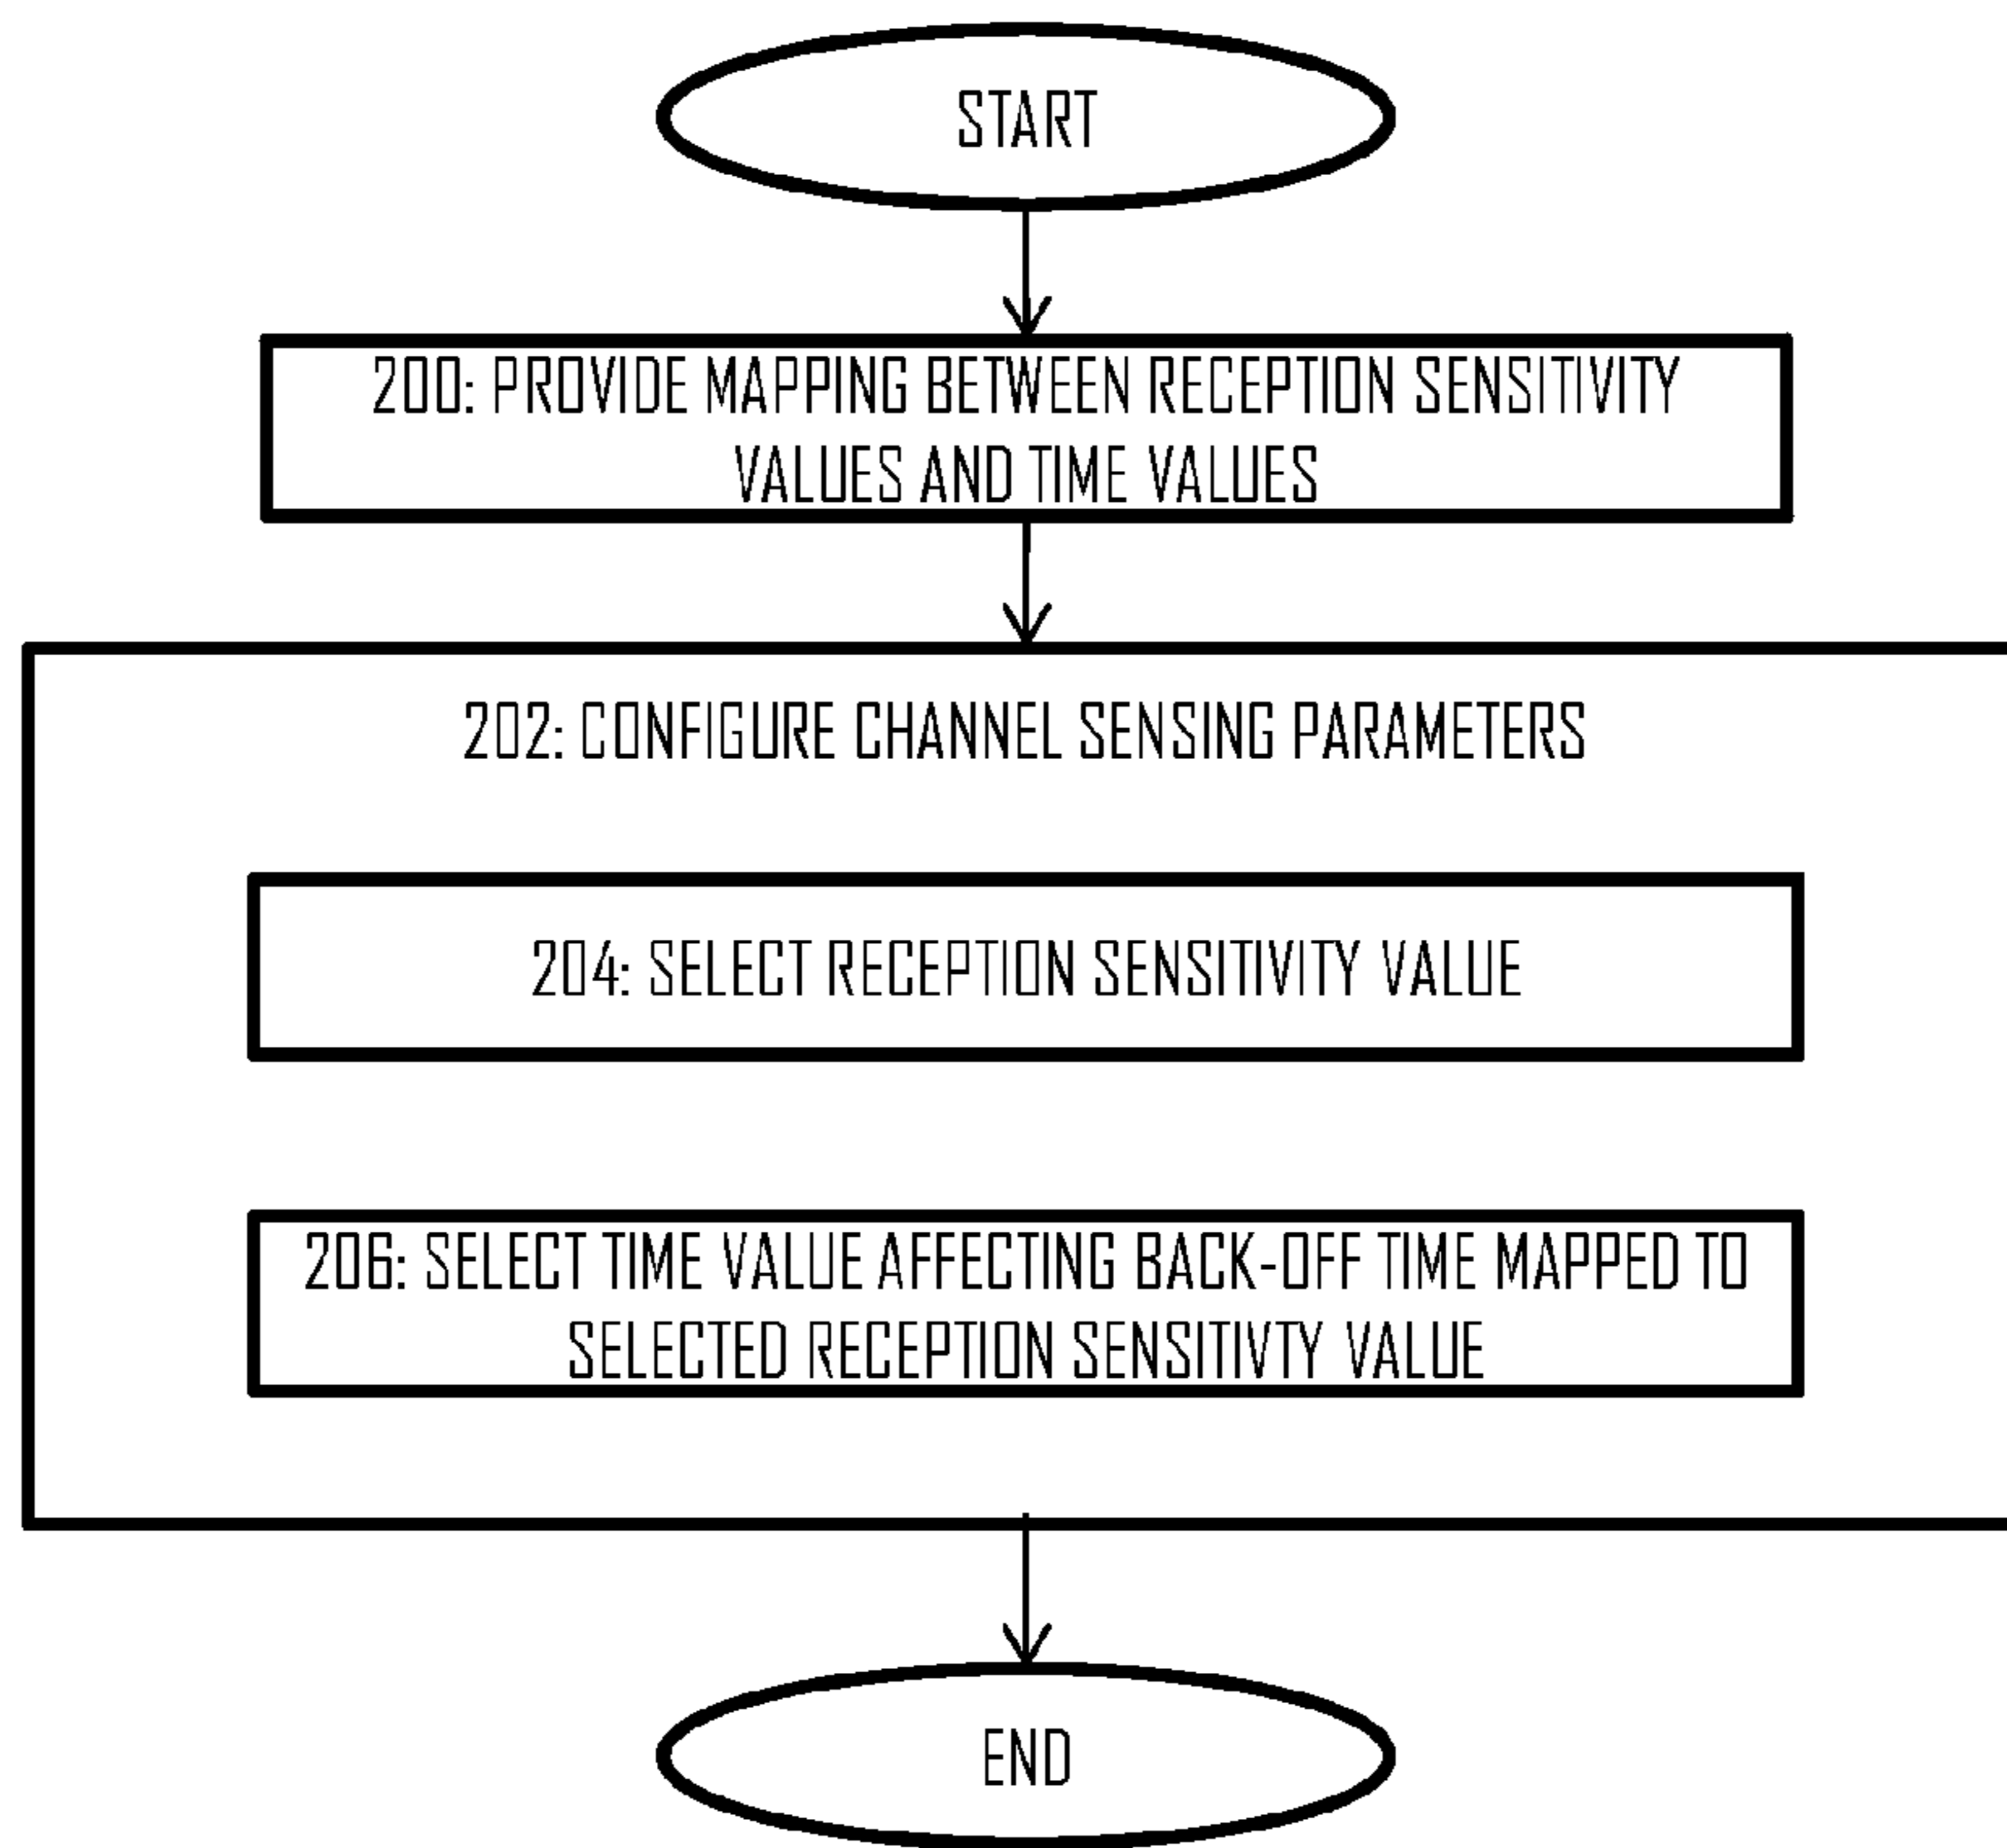 START
200: PROVIDE MAPPING BETWEEN RECEPTION SENSITIVITY
VALUES AND TIME VALUES
202: CONFIGURE CHANNEL SENSING PARAMETERS
204: SELECT RECEPTION SENSITIVITY VALUE
206: SELECT TIME VALUE AFFECTING BACK-OFF TIME MAPPED TO
SELECTED RECEPTION SENSITIVTY VALUE
END